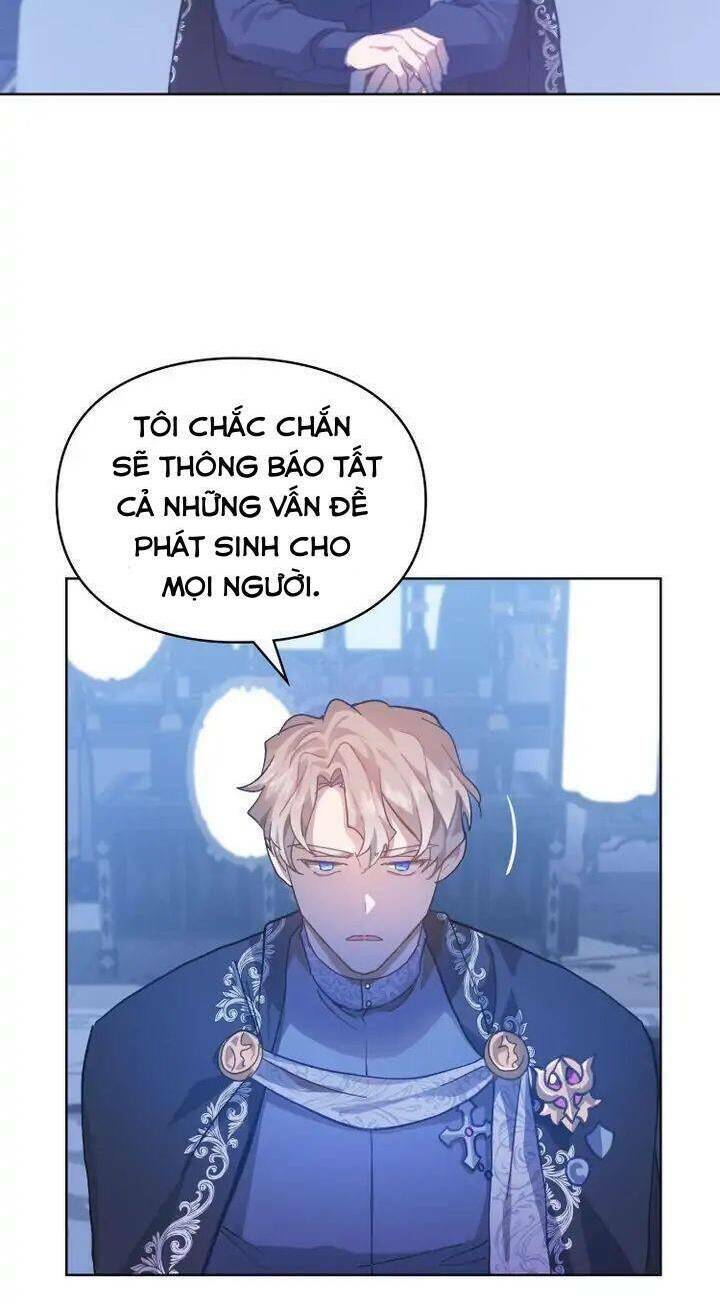 TÔI CHẮC CHẮN
SẼ THÔNG BÁO TẤT
CẢ NHỮNG VẤN ĐỀ
PHÁT SINH CHO
MỌI NGƯỜI.